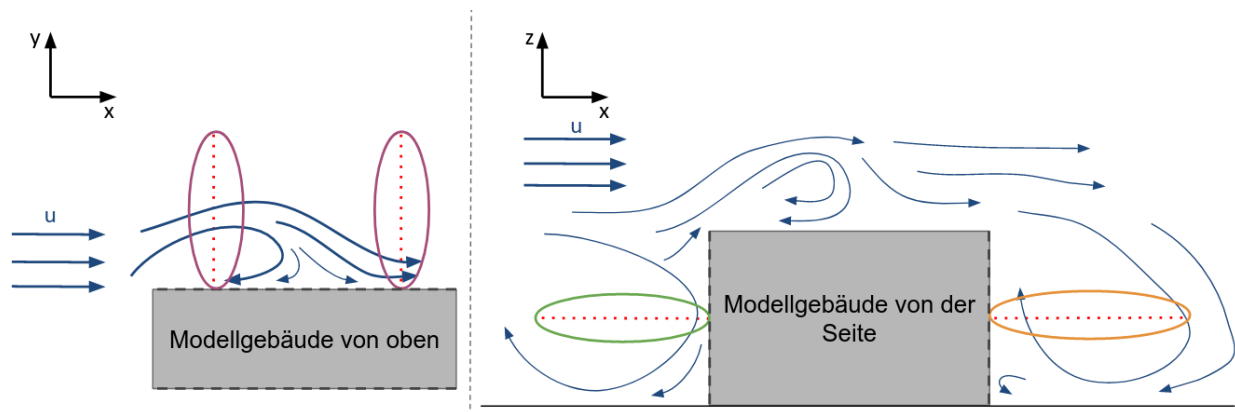 y
x
u
Modellgebäude von oben
z
x
u
Modellgebäude von der
Seite